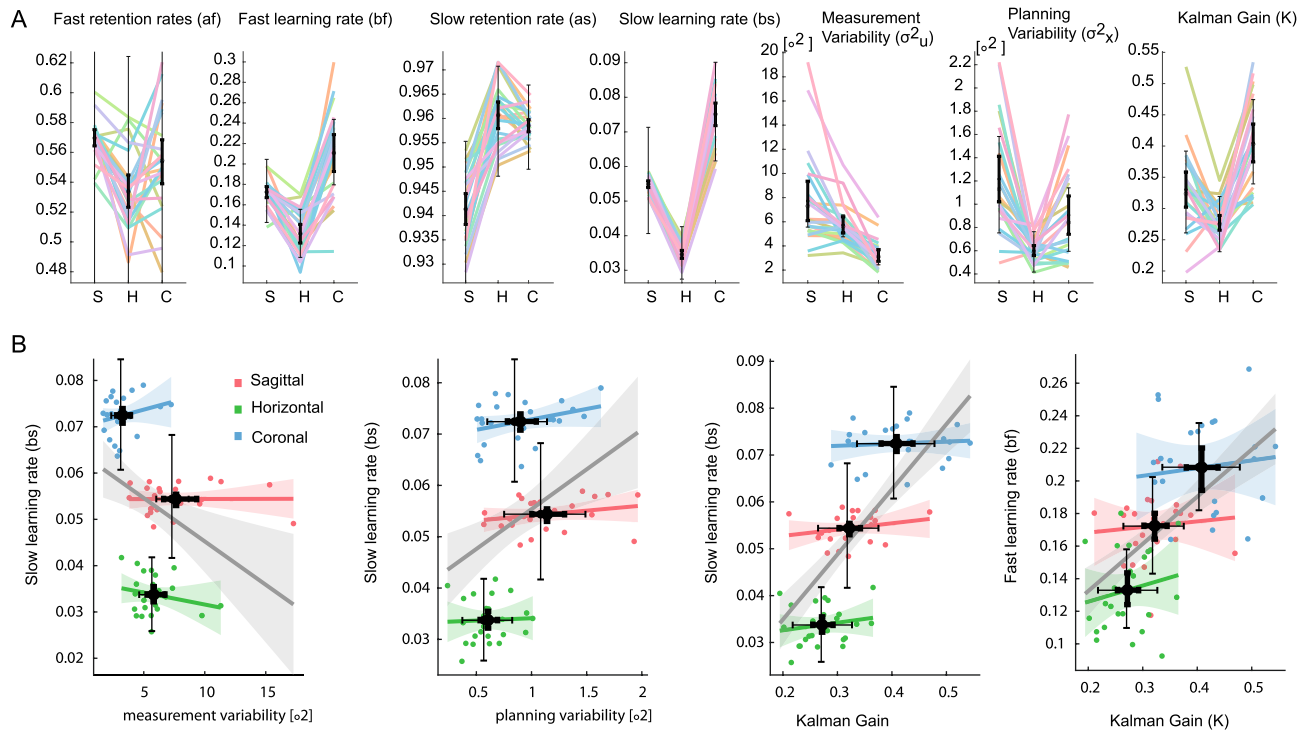 A
Fast retention rates (af)
Fast learning rate (bf)
Slow retention rate (as)
Slow learning rate (bs)
Measurement
Variability (σ²u)
Planning
Variability (σ²x)
Kalman Gain (K)
0.62
0.6
0.58
0.56
0.54
0.52
0.5
0.48
S H C
0.3
0.28
0.26
0.24
0.22
0.2
0.18
0.16
0.14
0.12
0.1
S H C
0.97
0.965
0.96
0.955
0.95
0.945
0.94
0.935
0.93
S H C
0.09
0.08
0.07
0.06
0.05
0.04
0.03
S H C
[∘2]
20
18
16
14
12
10
8
6
4
2
S H C
[∘2]
2.2
2
1.8
1.6
1.4
1.2
1
0.8
0.6
0.4
S H C
0.55
0.5
0.45
0.4
0.35
0.3
0.25
0.2
S H C
B
Slow learning rate (bs)
0.08
0.07
0.06
0.05
0.04
0.03
0.02
5 10 15
measurement variability [∘2]
Sagittal
Horizontal
Coronal
Slow learning rate (bs)
0.08
0.07
0.06
0.05
0.04
0.03
0.5 1 1.5 2
planning variability [∘2]
Slow learning rate (bs)
0.09
0.08
0.07
0.06
0.05
0.04
0.03
0.2 0.3 0.4 0.5
Kalman Gain
Fast learning rate (bf)
0.26
0.24
0.22
0.20
0.18
0.16
0.14
0.12
0.1
0.2 0.3 0.4 0.5
Kalman Gain (K)